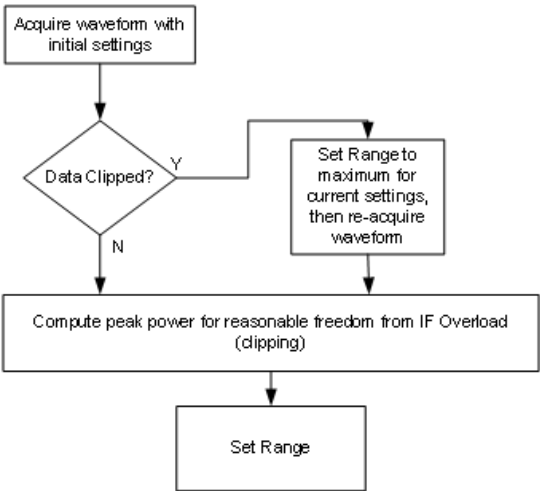 Acquire waveform with
initial settings
Data Clipped?
Y
Set Range to
maximum for
current settings,
then re-acquire
waveform
N
Compute peak power for reasonable freedom from IF Overload
(clipping)
Set Range